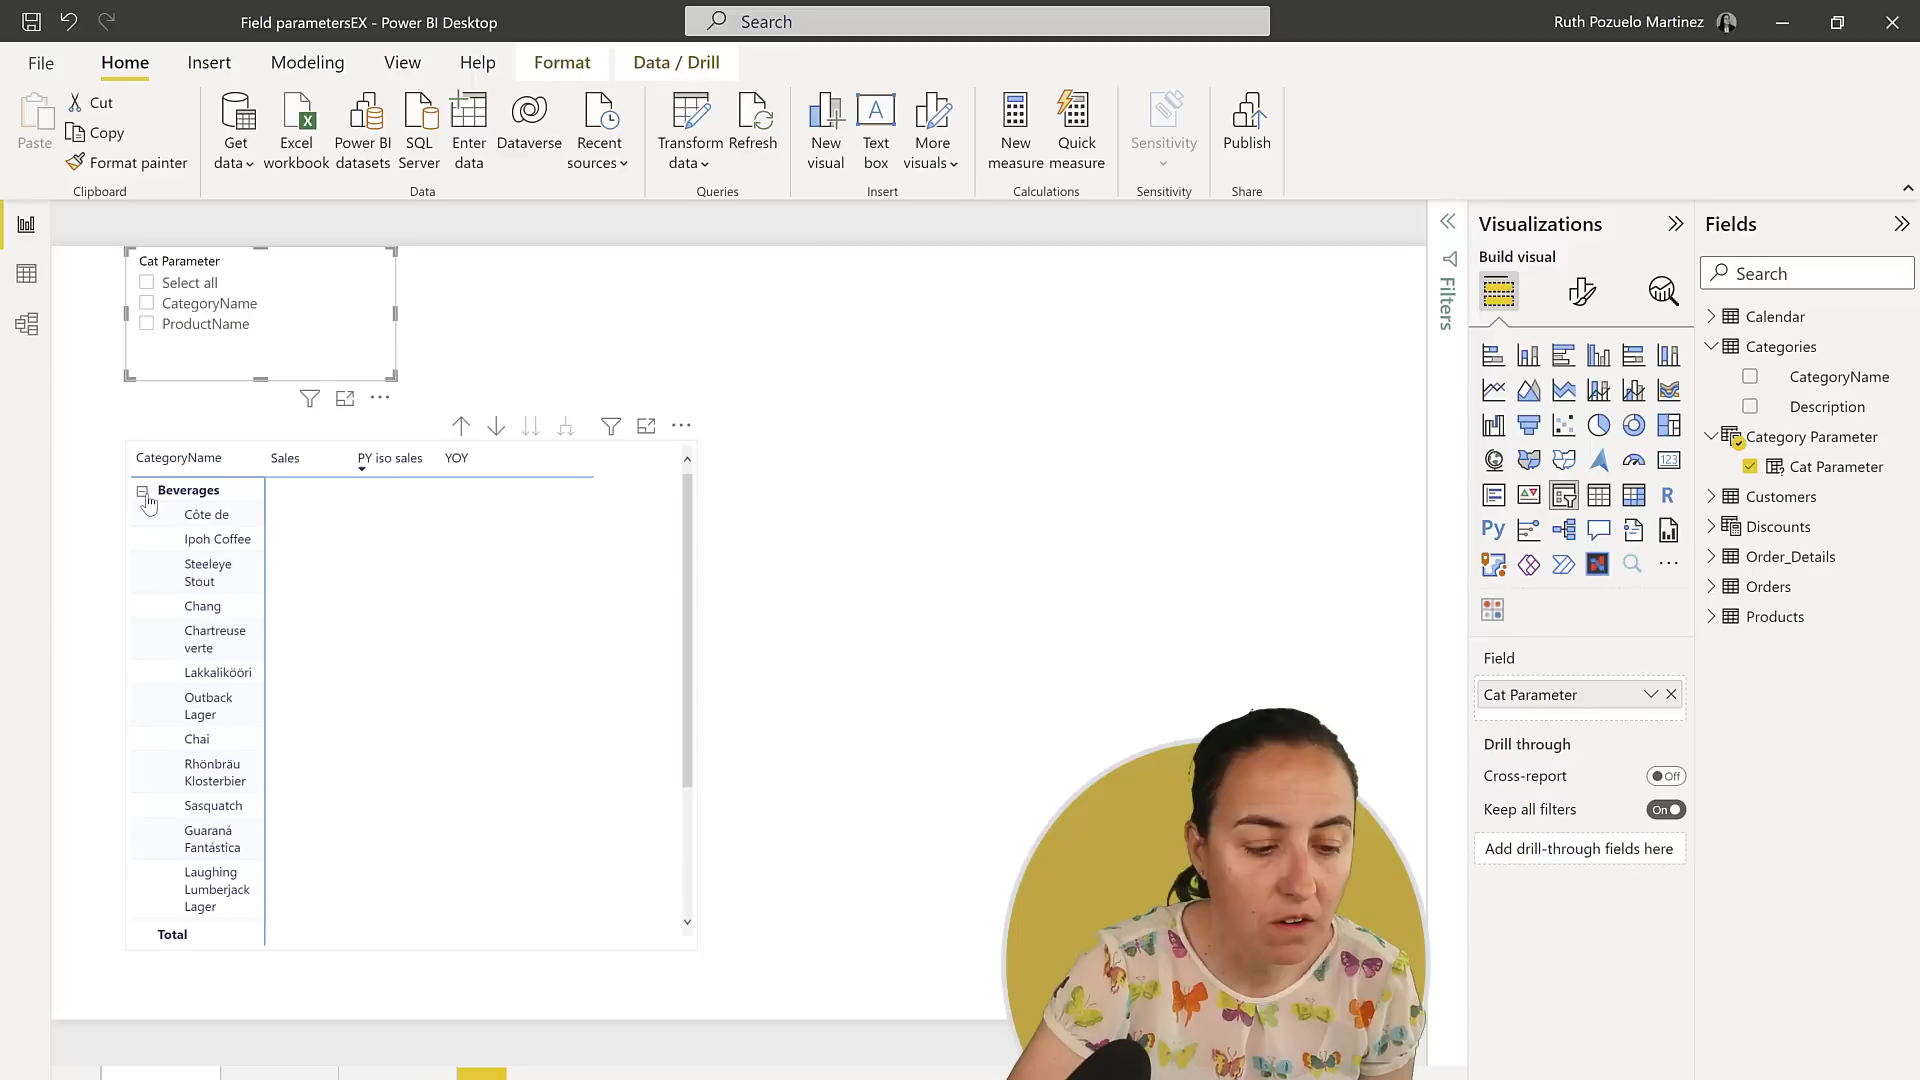 Field parametersEX - Power BI Desktop
Search
Ruth Pozuelo Martinez
File
Home
Insert
Modeling
View
Help
Format
Data / Drill
Paste
Cut
Copy
Format painter
Clipboard
Get
data
Excel
workbook
Power BI
datasets
SQL
Server
Enter
data
Dataverse
Recent
sources
Data
Transform
data
Refresh
Queries
New
visual
Text
box
More
visuals
Insert
New
measure
Quick
measure
Calculations
Sensitivity
Sensitivity
Publish
Share
Cat Parameter
Select all
CategoryName
ProductName
CategoryName
Sales
PY iso sales
YOY
Beverages
Côte de
Ipoh Coffee
Steeleye
Stout
Chang
Chartreuse
verte
Lakkalikööri
Outback
Lager
Chai
Rhönbräu
Klosterbier
Sasquatch
Guaraná
Fantástica
Laughing
Lumberjack
Lager
Total
Filters
Visualizations
Build visual
123
R
Py
Field
Cat Parameter
Drill through
Cross-report
Off
Keep all filters
On
Add drill-through fields here
Fields
Search
Calendar
Categories
CategoryName
Description
Category Parameter
Cat Parameter
Customers
Discounts
Order_Details
Orders
Products